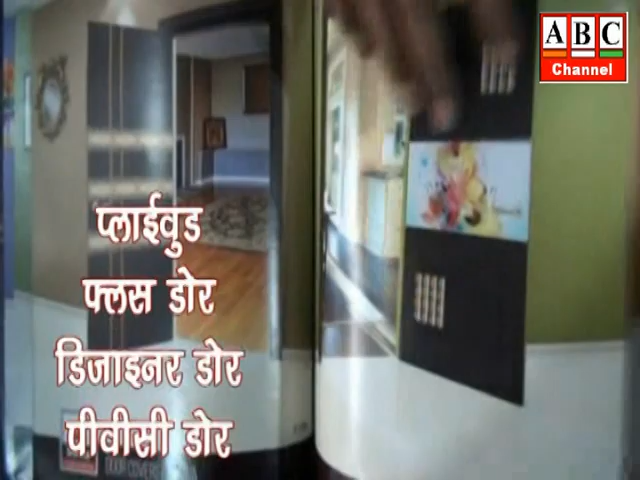 ABC
Channel
प्लाईवुड
फ्लस डोर
डिजाइनर डोर
पीवीसी डोर